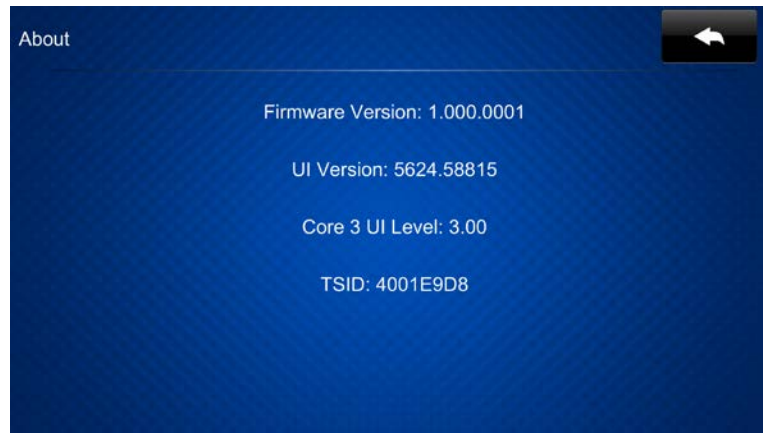 About
Firmware Version: 1.000.0001
UI Version: 5624.58815
Core 3 UI Level: 3.00
TSID: 4001E9D8